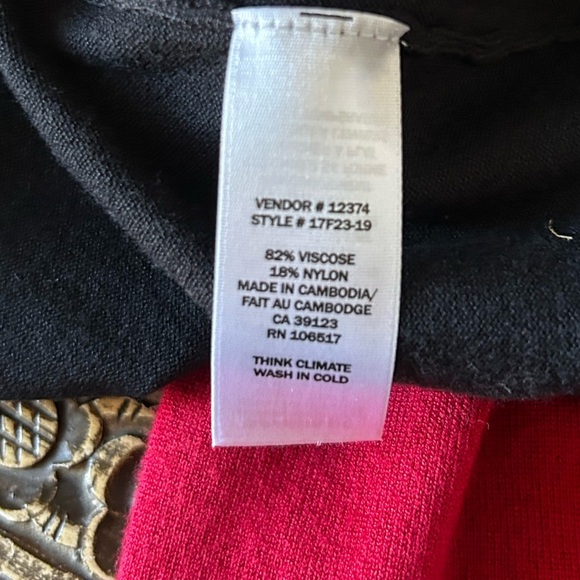 VENDOR # 12374
STYLE # 17F23-19
82% VISCOSE
18% NYLON
MADE IN CAMBODIA/
FAIT AU CAMBODGE
CA 39123
RN 106517
THINK CLIMATE
WASH IN COLD